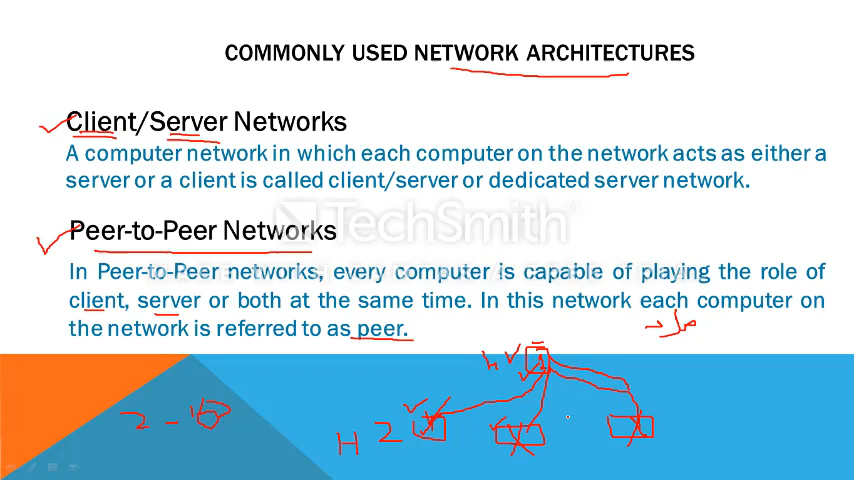 COMMONLY USED NETWORK ARCHITECTURES
Client/Server Networks
A computer network in which each computer on the network acts as either a
server or a client is called client/server or dedicated server network.
TechSmith
Peer-to-Peer Networks
In Peer-to-Peer networks, every computer is capable of playing the role of
client, server or both at the same time. In this network each computer on
the network is referred to as peer.
2 -
H 2